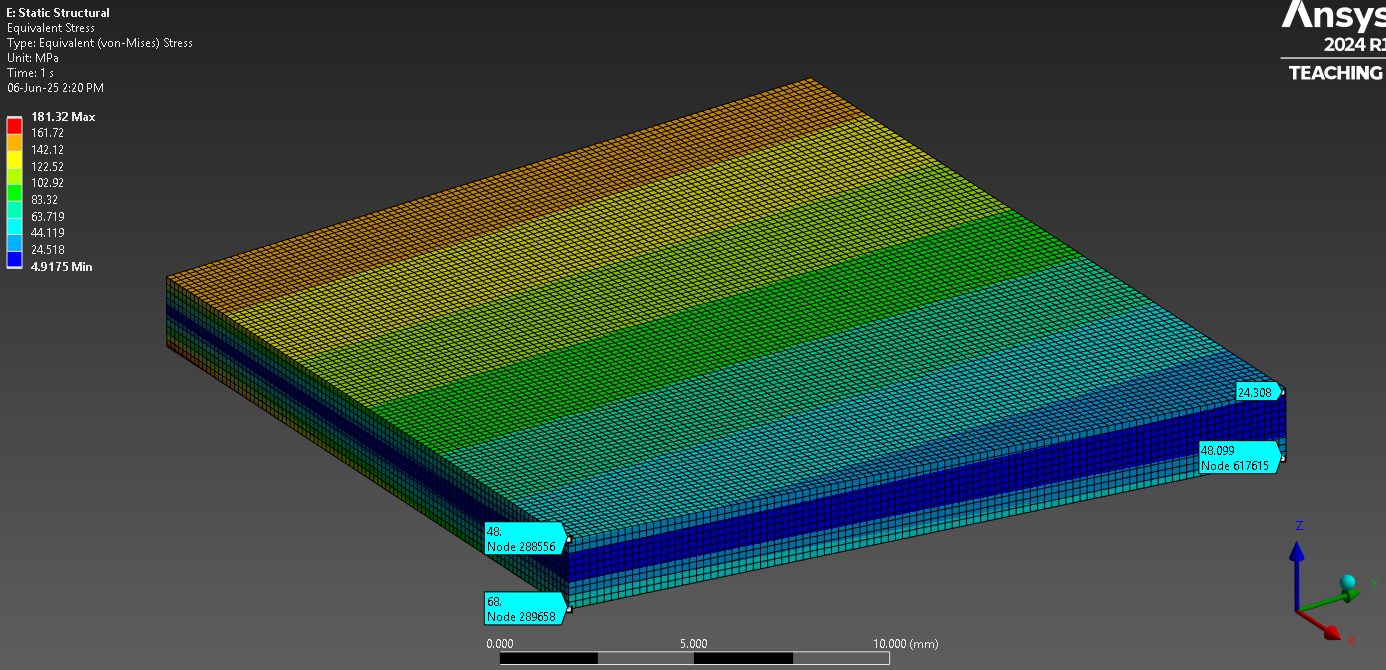 E: Static Structural
Equivalent Stress
Type: Equivalent (von-Mises) Stress
Unit: MPa
Time: 1 s
06-Jun-25 2:20 PM
181.32 Max
161.72
142.12
122.52
102.92
83.32
63.719
44.119
24.518
4.9175 Min
Ansys
2024 R1
TEACHING
24.308
48.099
Node 617615
48.
Node 288556
68.
Node 289658
0.000 5.000 10.000 (mm)
Z
Y
X